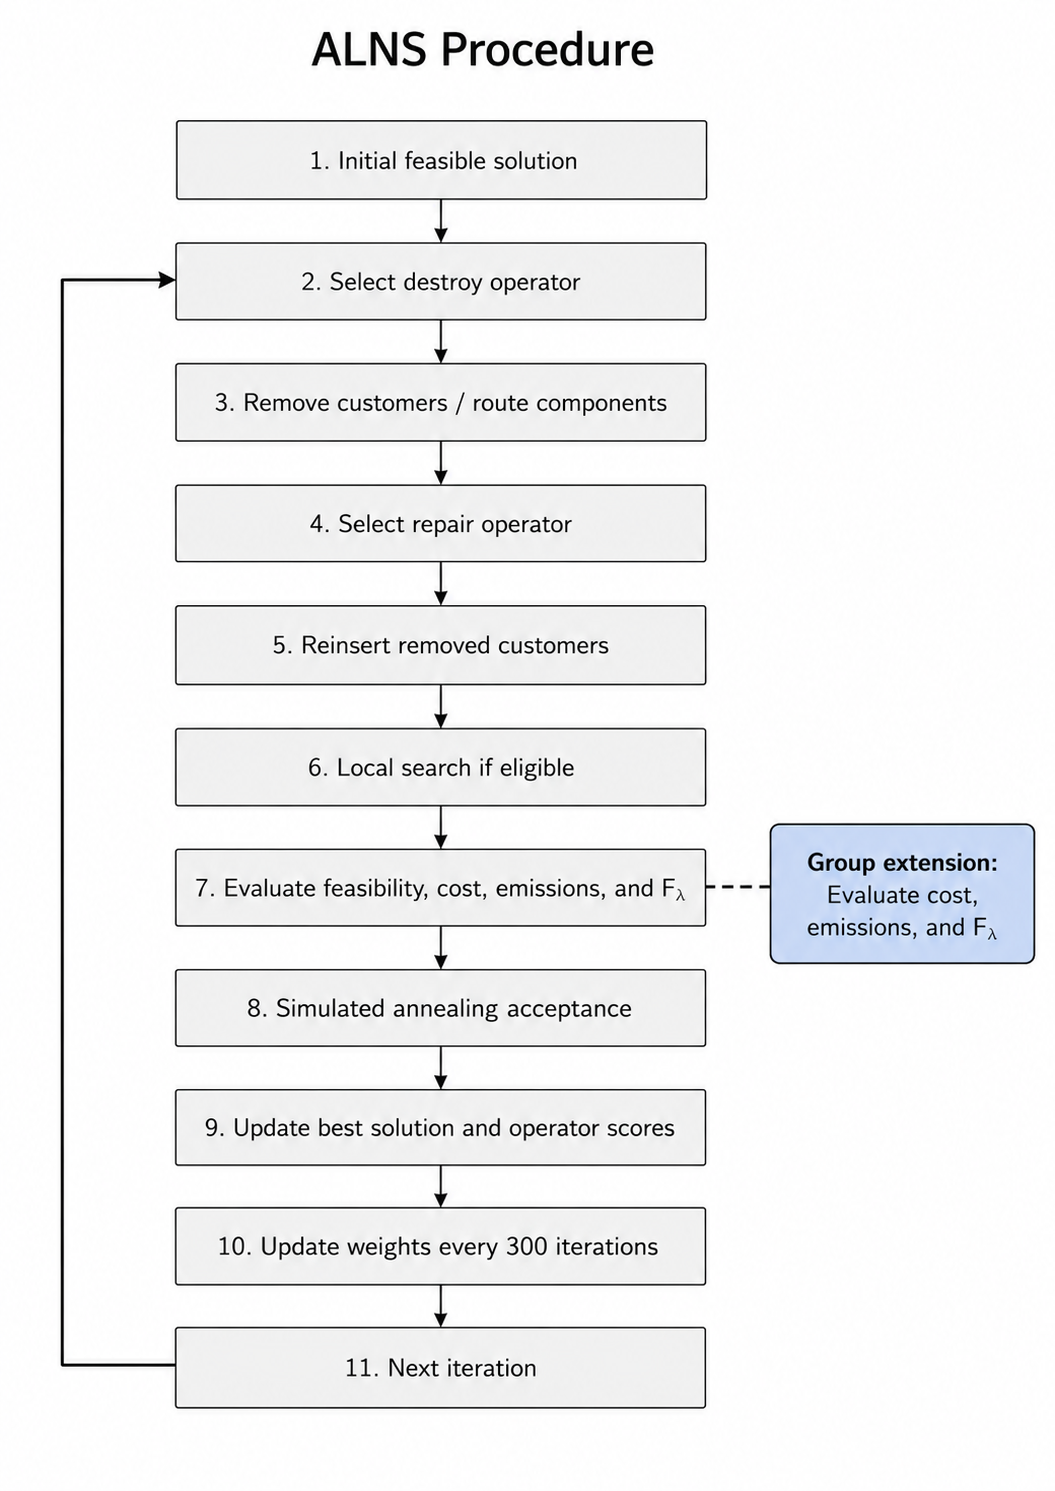 ALNS Procedure
1. Initial feasible solution
2. Select destroy operator
3. Remove customers / route components
4. Select repair operator
5. Reinsert removed customers
6. Local search if eligible
7. Evaluate feasibility, cost, emissions, and Fλ
Group extension:
Evaluate cost,
emissions, and Fλ
8. Simulated annealing acceptance
9. Update best solution and operator scores
10. Update weights every 300 iterations
11. Next iteration